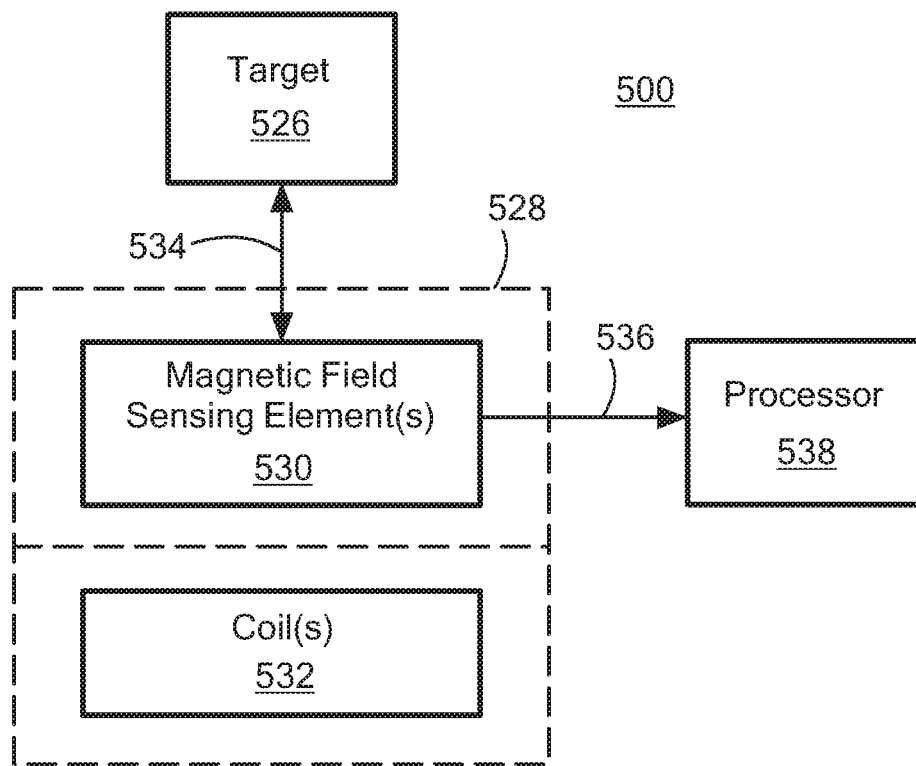 Target
526
500
528
534
Magnetic Field
Sensing Element(s)
530
536
Processor
538
Coil(s)
532